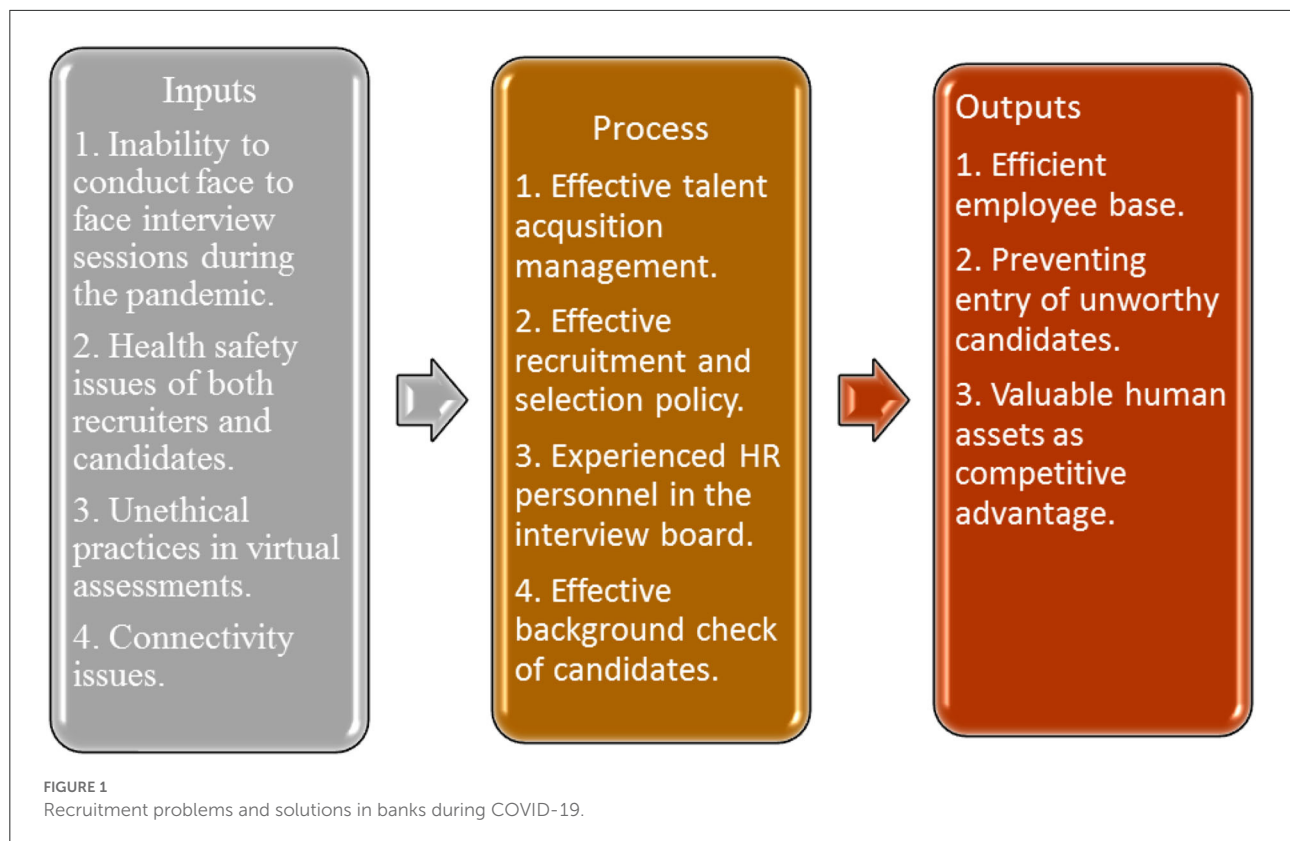 Inputs
1. Inability to
conduct face to
face interview
sessions during
the pandemic.
2. Health safety
issues of both
recruiters and
candidates.
3. Unethical
practices in virtual
assessments.
4. Connectivity
issues.
Process
1. Effective talent
acqusition
management.
2. Effective
recruitment and
selection policy.
3. Experienced HR
personnel in the
interview board.
4. Effective
background check
of candidates.
Outputs
1. Efficient
employee base.
2. Preventing
entry of unworthy
candidates.
3. Valuable human
assets as
competitive
advantage.
FIGURE 1
Recruitment problems and solutions in banks during COVID-19.